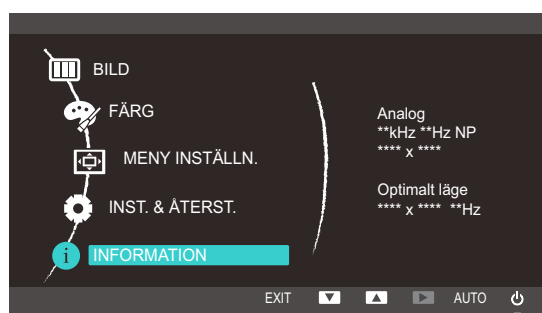 BILD
FÄRG
MENY INSTÄLLN.
INST. & ÅTERST.
i INFORMATION
Analog
**kHz **Hz NP
**** x ****
Optimalt läge
**** x **** **Hz
EXIT AUTO